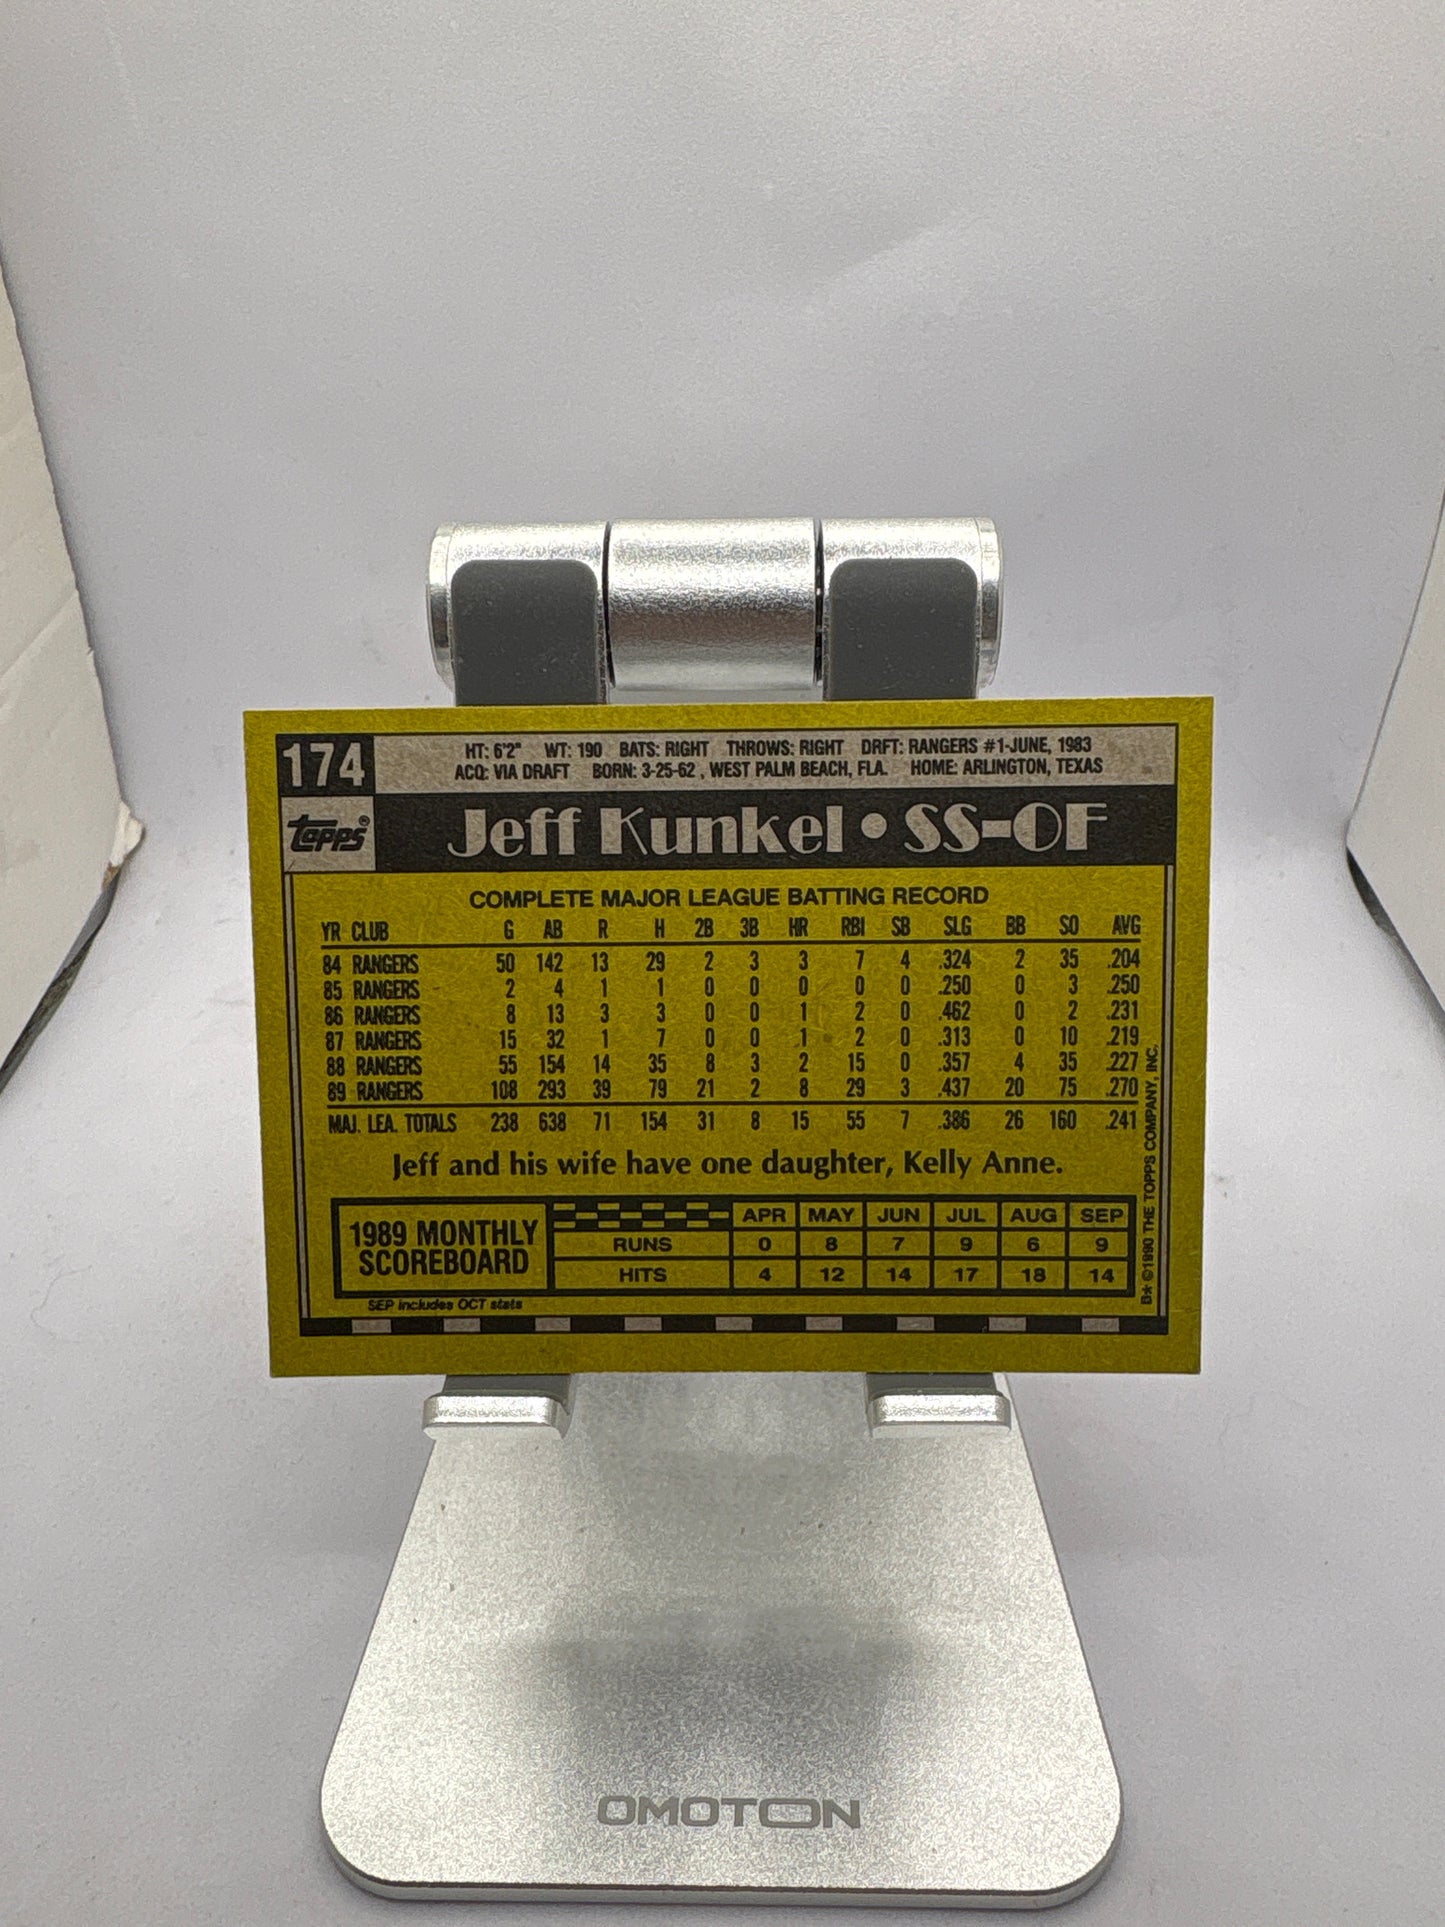 174
HT: 6'2" WT: 190 BATS: RIGHT THROWS: RIGHT DRFT: RANGERS #1-JUNE, 1983
ACQ: VIA DRAFT BORN: 3-25-62 , WEST PALM BEACH, FLA. HOME: ARLINGTON, TEXAS
Topps®
Jeff Kunkel • SS-OF
COMPLETE MAJOR LEAGUE BATTING RECORD
YR CLUB G AB R H 2B 3B HR RBI SB SLG BB SO AVG
84 RANGERS 50 142 13 29 2 3 3 7 4 .324 2 35 .204
85 RANGERS 2 4 1 1 0 0 0 0 0 .250 0 3 .250
86 RANGERS 8 13 3 3 0 0 1 2 0 .462 0 2 .231
87 RANGERS 15 32 1 7 0 0 1 2 0 .313 0 10 .219
88 RANGERS 55 154 14 35 8 3 2 15 0 .357 4 35 .227
89 RANGERS 108 293 39 79 21 2 8 29 3 .437 20 75 .270
MAJ. LEA. TOTALS 238 638 71 154 31 8 15 55 7 .386 26 160 .241
Jeff and his wife have one daughter, Kelly Anne.
1989 MONTHLY
SCOREBOARD
APR MAY JUN JUL AUG SEP
RUNS 0 8 7 9 6 9
HITS 4 12 14 17 18 14
SEP includes OCT stats
B* ©1990 THE TOPPS COMPANY, INC.
OMOTON